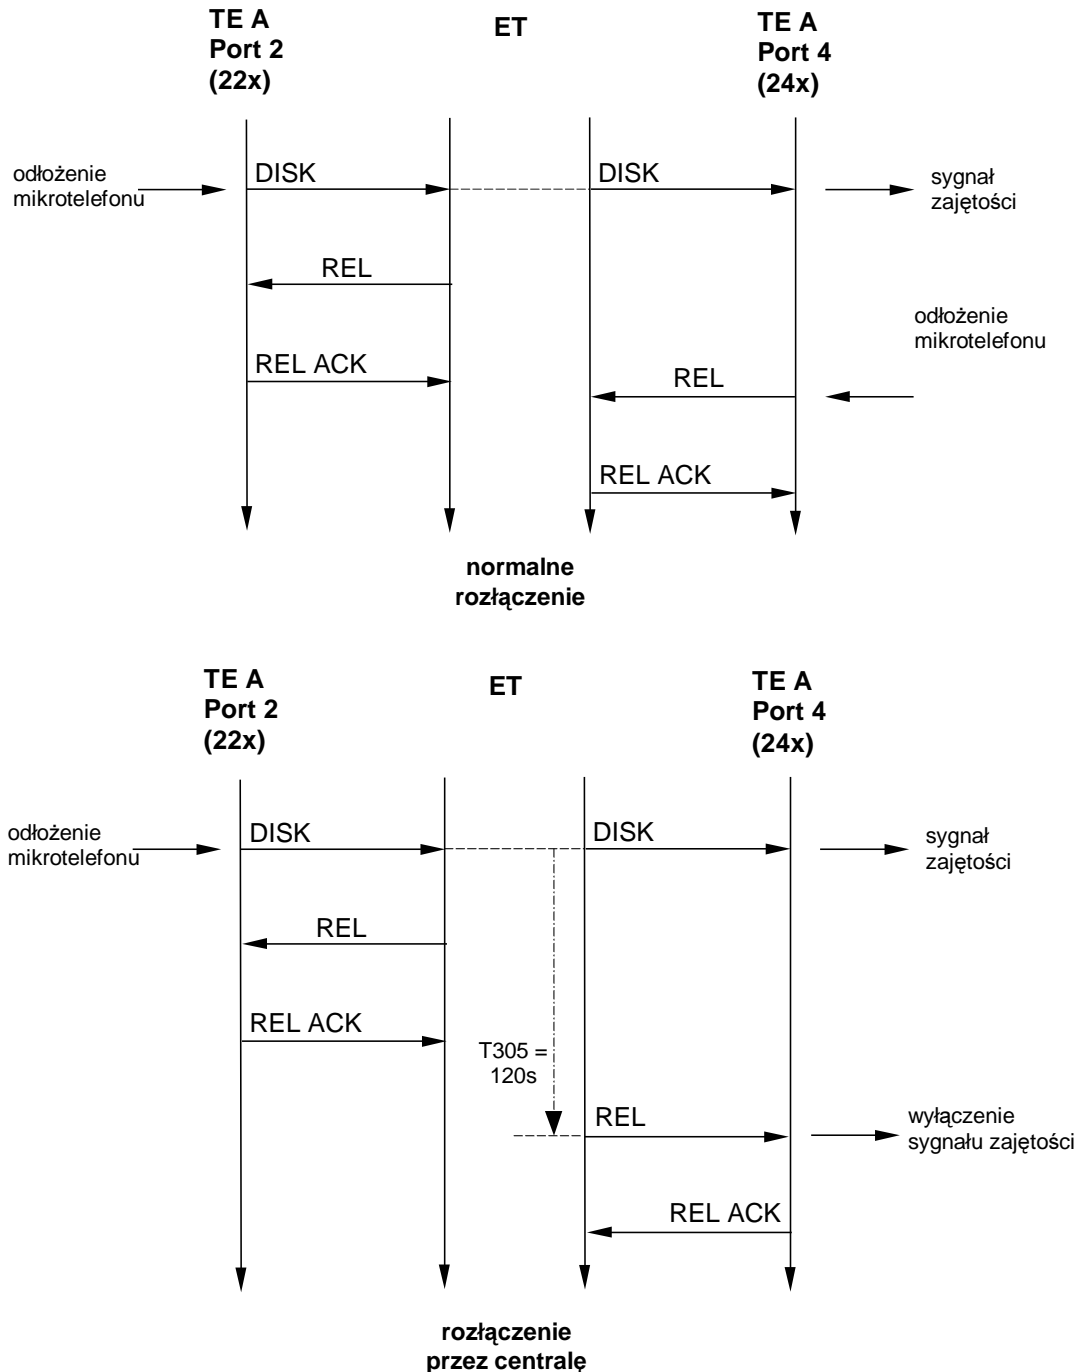 TE A
Port 2
(22x)
ET
TE A
Port 4
(24x)
odłożenie
mikrotelefonu
DISK
DISK
sygnał
zajętości
REL
odłożenie
mikrotelefonu
REL ACK
REL
REL ACK
normalne
rozłączenie
TE A
Port 2
(22x)
ET
TE A
Port 4
(24x)
odłożenie
mikrotelefonu
DISK
DISK
sygnał
zajętości
REL
REL ACK
T305 =
120s
REL
wyłączenie
sygnału zajętości
REL ACK
rozłączenie
przez centralę